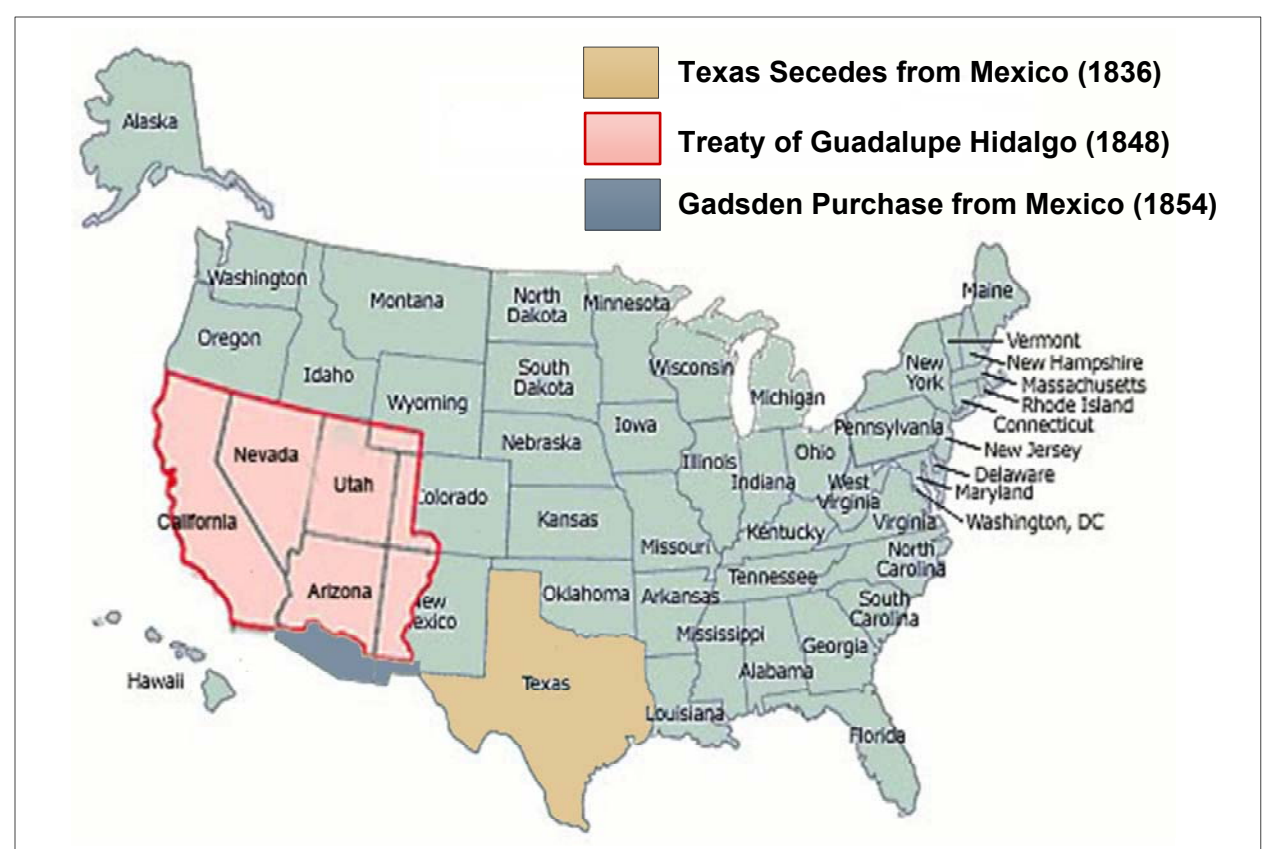 Texas Secedes from Mexico (1836)
Treaty of Guadalupe Hidalgo (1848)
Gadsden Purchase from Mexico (1854)
Alaska
Washington
Oregon
Idaho
Montana
Wyoming
North
Dakota
South
Dakota
Nebraska
Kansas
Minnesota
Iowa
Wisconsin
Michigan
Illinois
Indiana
Ohio
Missouri
Kentucky
West
Virginia
Virginia
Pennsylvania
New
York
Maine
Vermont
New Hampshire
Massachusetts
Rhode Island
Connecticut
New Jersey
Delaware
Maryland
Washington, DC
Nevada
Utah
Colorado
California
Arizona
New
Mexico
Oklahoma
Arkansas
Tennessee
North
Carolina
South
Carolina
Mississippi
Alabama
Georgia
Texas
Louisiana
Florida
Hawaii